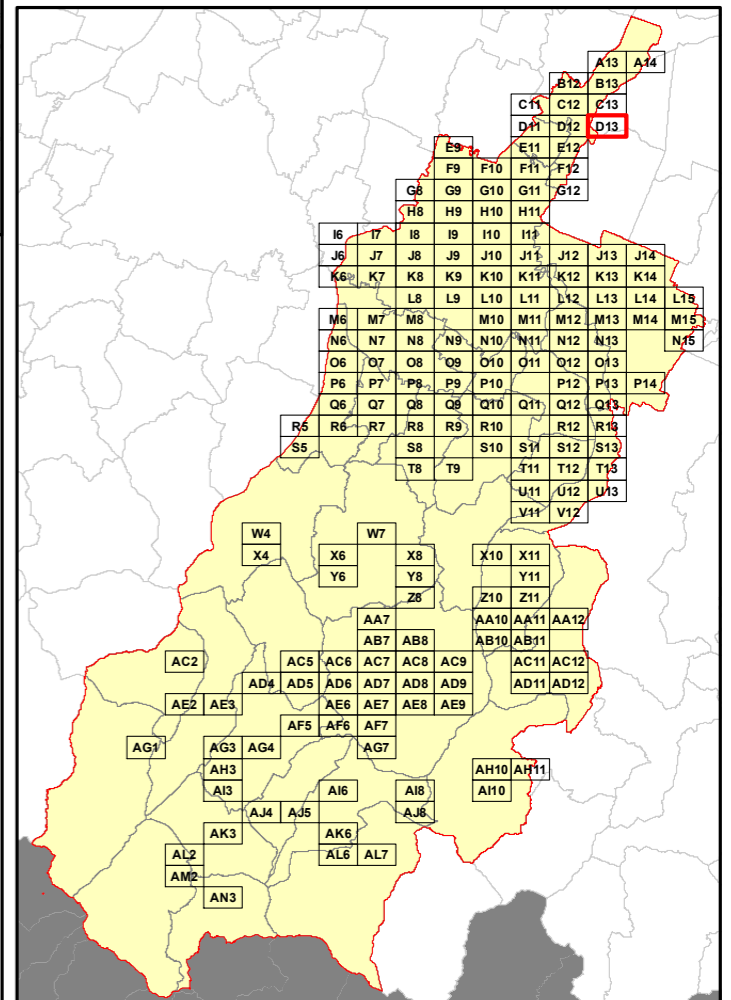 A13 A14
B12 B13
C11 C12 C13
D11 D12 D13
E9 E11 E12
F9 F10 F11 F12
G8 G9 G10 G11 G12
H8 H9 H10 H11
I6 I7 I8 I9 I10 I11
J6 J7 J8 J9 J10 J11 J12 J13 J14
K6 K7 K8 K9 K10 K11 K12 K13 K14
L8 L9 L10 L11 L12 L13 L14 L15
M6 M7 M8 M10 M11 M12 M13 M14 M15
N6 N7 N8 N9 N10 N11 N12 N13 N15
O6 O7 O8 O9 O10 O11 O12 O13
P6 P7 P8 P9 P10 P12 P13 P14
Q6 Q7 Q8 Q9 Q10 Q11 Q12 Q13
R5 R6 R7 R8 R9 R10 R12 R13
S5 S8 S10 S11 S12 S13
T8 T9 T11 T12 T13
U11 U12 U13
V11 V12
W4 W7
X4 X6 X8 X10 X11
Y6 Y8 Y11
Z8 Z10 Z11
AA7 AA10 AA11 AA12
AB7 AB8 AB10 AB11
AC2 AC5 AC6 AC7 AC8 AC9 AC11 AC12
AD4 AD5 AD6 AD7 AD8 AD9 AD11 AD12
AE2 AE3 AE6 AE7 AE8 AE9
AF5 AF6 AF7
AG1 AG3 AG4 AG7
AH3 AH10 AH11
AI3 AI6 AI8 AI10
AJ4 AJ5 AJ8
AK3 AK6
AL2 AL6 AL7
AM2
AN3